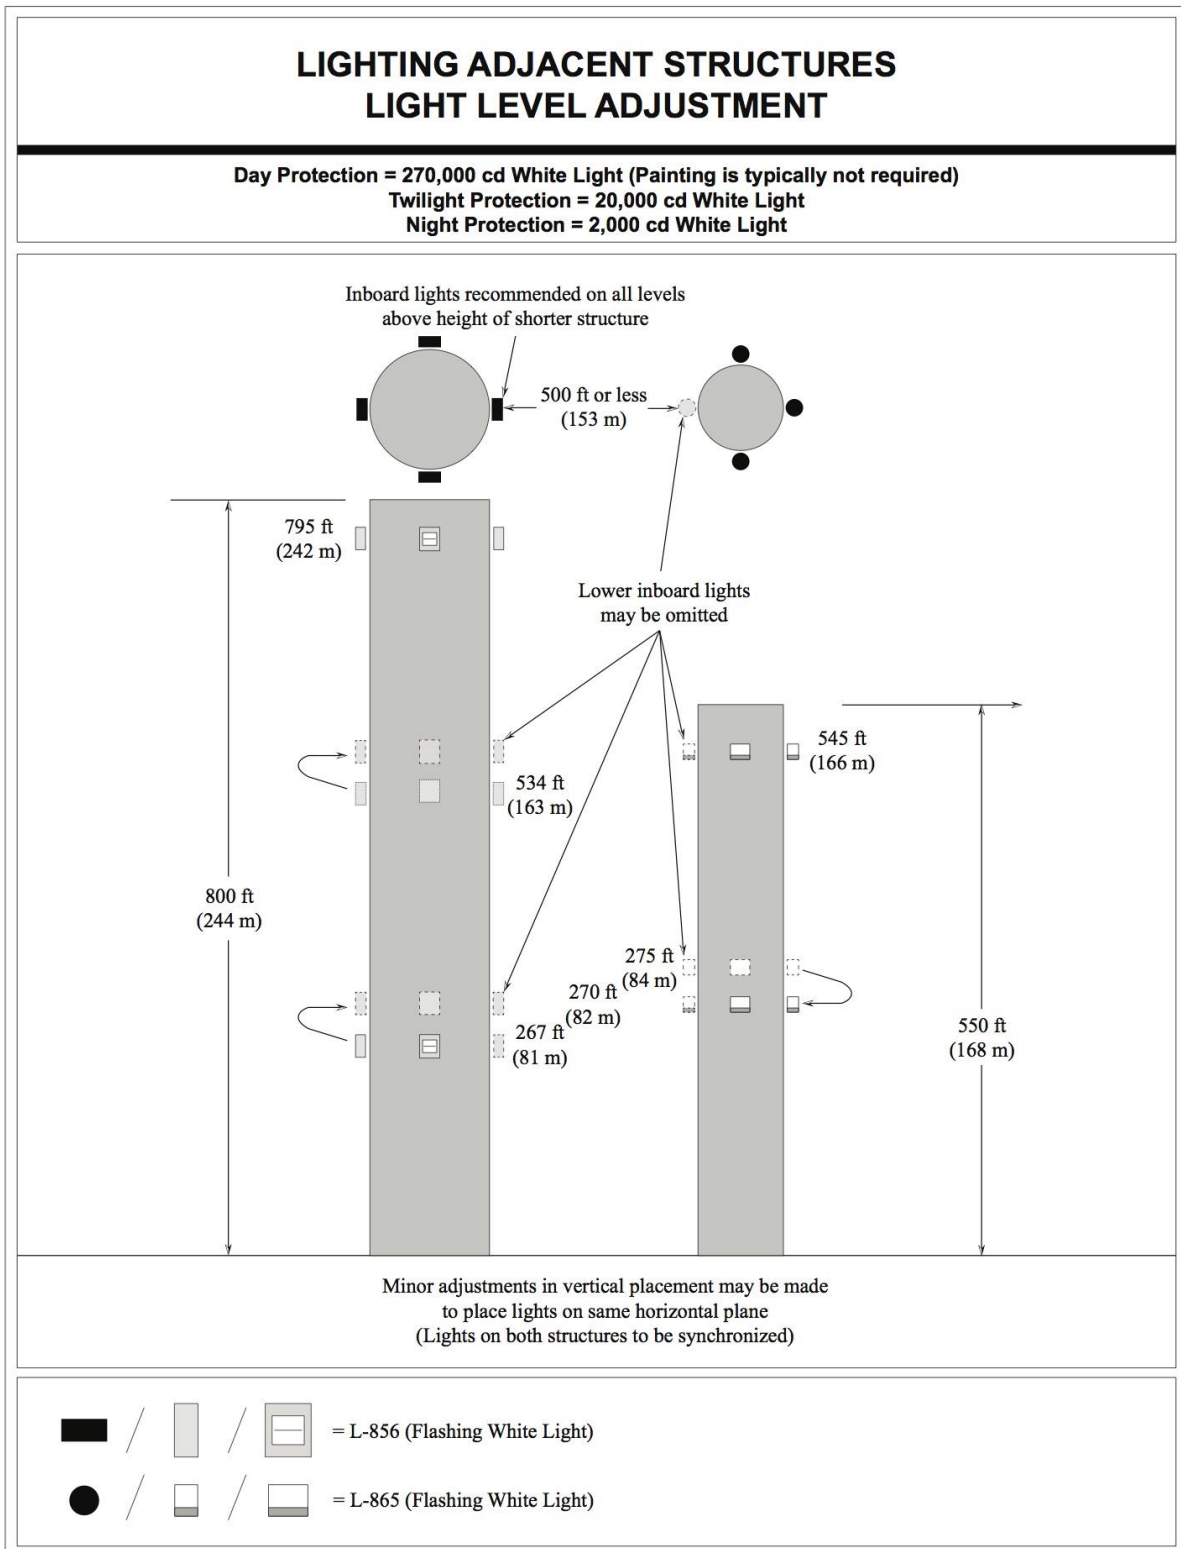 LIGHTING ADJACENT STRUCTURES
LIGHT LEVEL ADJUSTMENT
Day Protection = 270,000 cd White Light (Painting is typically not required)
Twilight Protection = 20,000 cd White Light
Night Protection = 2,000 cd White Light
Inboard lights recommended on all levels
above height of shorter structure
500 ft or less
(153 m)
795 ft
(242 m)
Lower inboard lights
may be omitted
545 ft
(166 m)
534 ft
(163 m)
800 ft
(244 m)
275 ft
(84 m)
270 ft
(82 m)
267 ft
(81 m)
550 ft
(168 m)
Minor adjustments in vertical placement may be made
to place lights on same horizontal plane
(Lights on both structures to be synchronized)
= L-856 (Flashing White Light)
= L-865 (Flashing White Light)